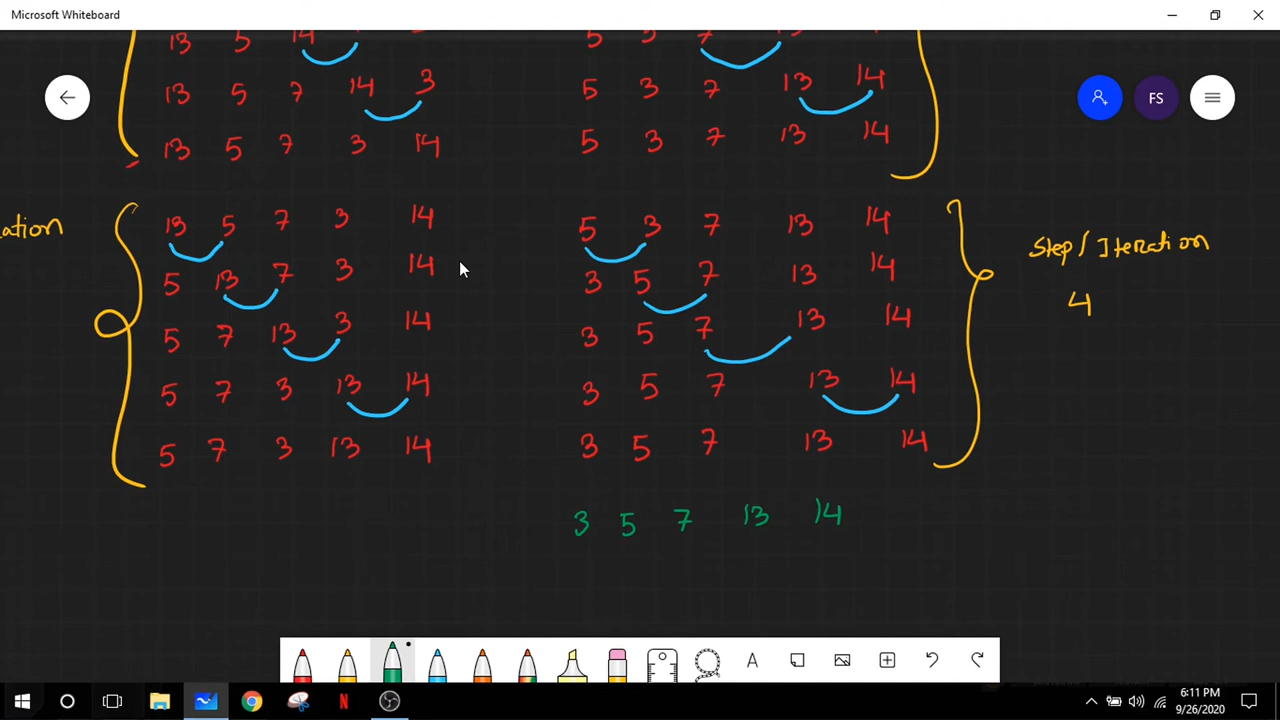 Microsoft Whiteboard
13 5 14
13 5 7 14 3
13 5 7 3 14
5 3 7 13 14
5 3 7 13 14
FS
ation
13 5 7 3 14
5 13 7 3 14
5 7 13 3 14
5 7 3 13 14
5 7 3 13 14
5 3 7 13 14
3 5 7 13 14
3 5 7 13 14
3 5 7 13 14
3 5 7 13 14
Step/Iteration
4
3 5 7 13 14
6:11 PM
9/26/2020